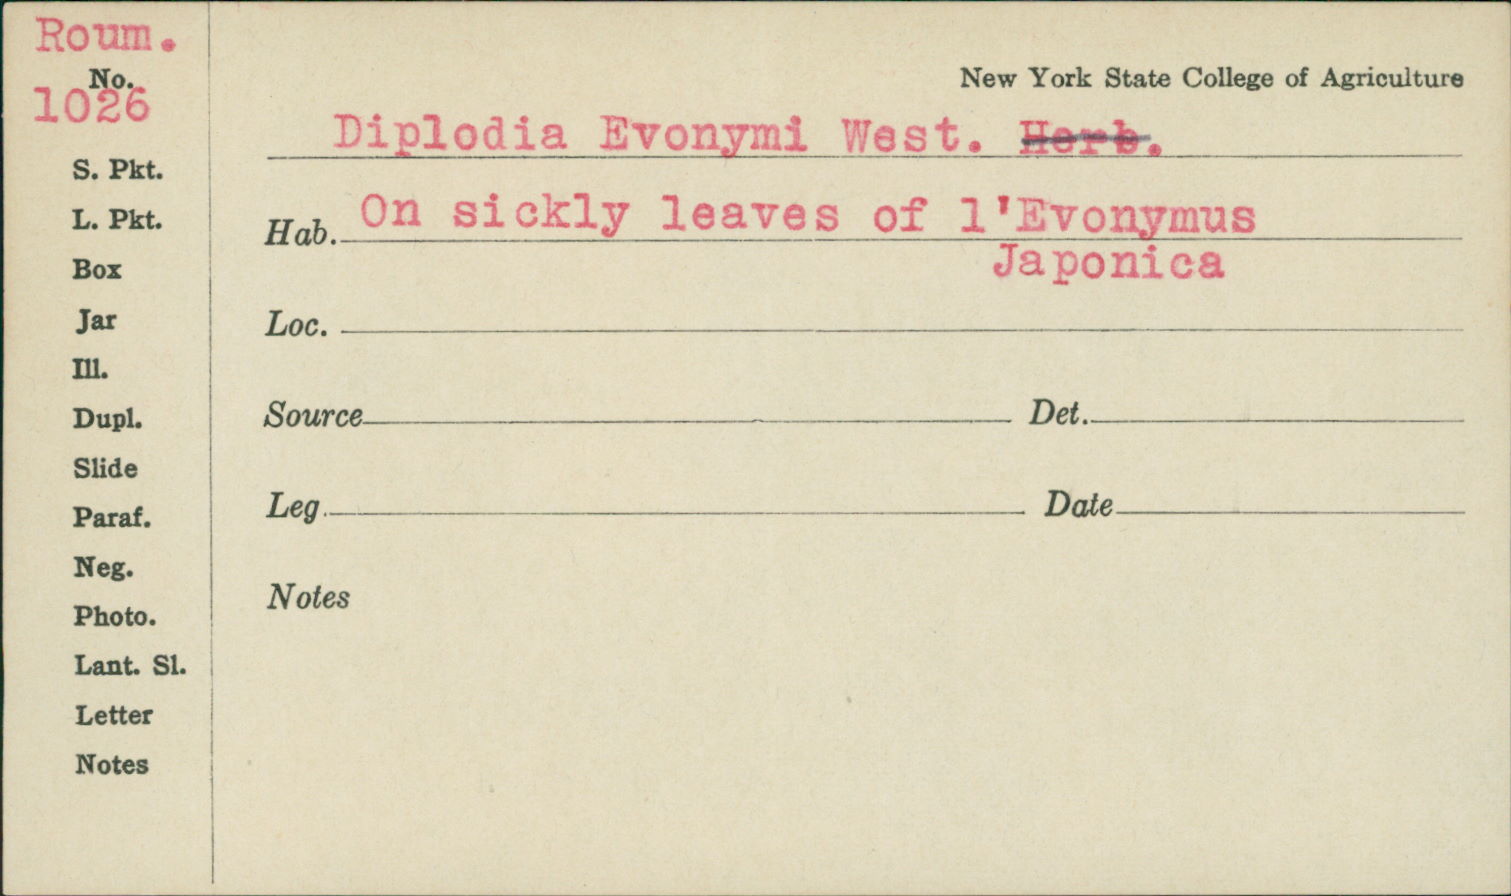 Roum.
No.
1026
S. Pkt.
L. Pkt.
Box
Jar
Ill.
Dupl.
Slide
Paraf.
Neg.
Photo.
Lant. Sl.
Letter
Notes
New York State College of Agriculture
Diplodia Evonymi West. Herb.
Hab. On sickly leaves of l'Evonymus
Japonica
Loc.
Source Det.
Leg. Date
Notes